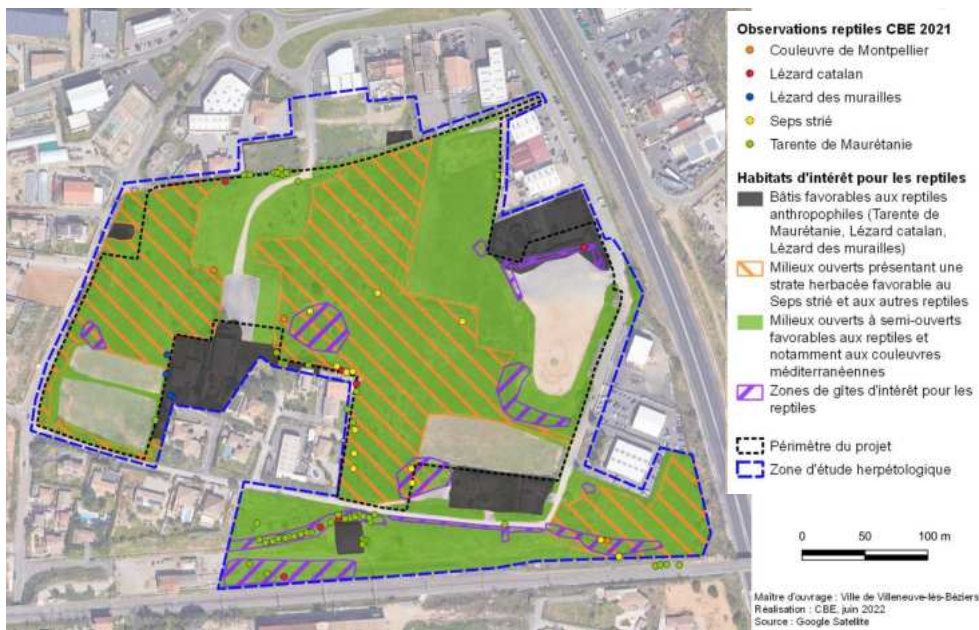 Observations reptiles CBE 2021
Couleuvre de Montpellier
Lézard catalan
Lézard des murailles
Seps strié
Tarente de Maurétanie
Habitats d'intérêt pour les reptiles
Bâtis favorables aux reptiles
anthropophiles (Tarente de
Maurétanie, Lézard catalan,
Lézard des murailles)
Milieux ouverts présentant une
strate herbacée favorable au
Seps strié et aux autres reptiles
Milieux ouverts à semi-ouverts
favorables aux reptiles et
notamment aux couleuvres
méditerranéennes
Zones de gîtes d'intérêt pour les
reptiles
Périmètre du projet
Zone d'étude herpétologique
0 50 100 m
Maître d'ouvrage : Ville de Villeneuve-lès-Béziers
Réalisation : CBE, juin 2022
Source : Google Satellite